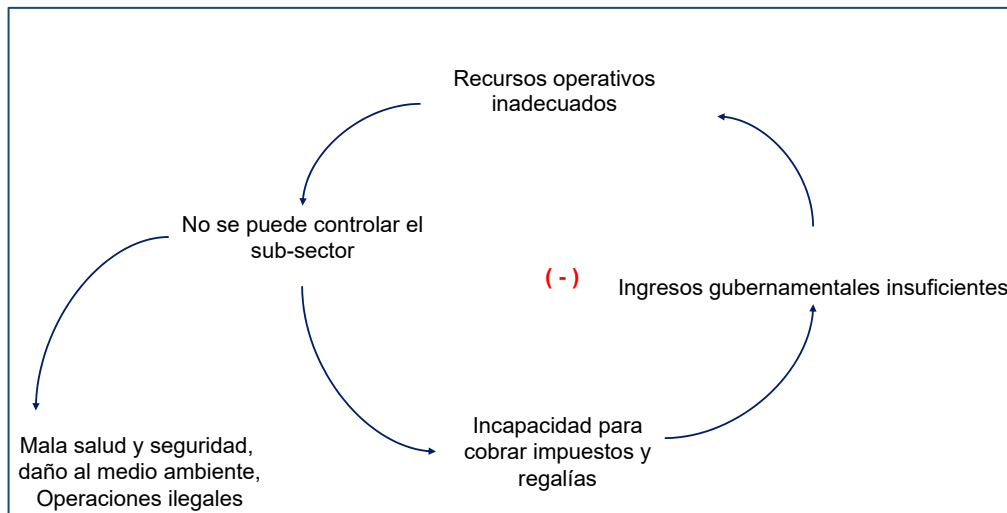 Recursos operativos
inadecuados
No se puede controlar el
sub-sector
( - )
Ingresos gubernamentales insuficientes
Incapacidad para
cobrar impuestos y
regalías
Mala salud y seguridad,
daño al medio ambiente,
Operaciones ilegales